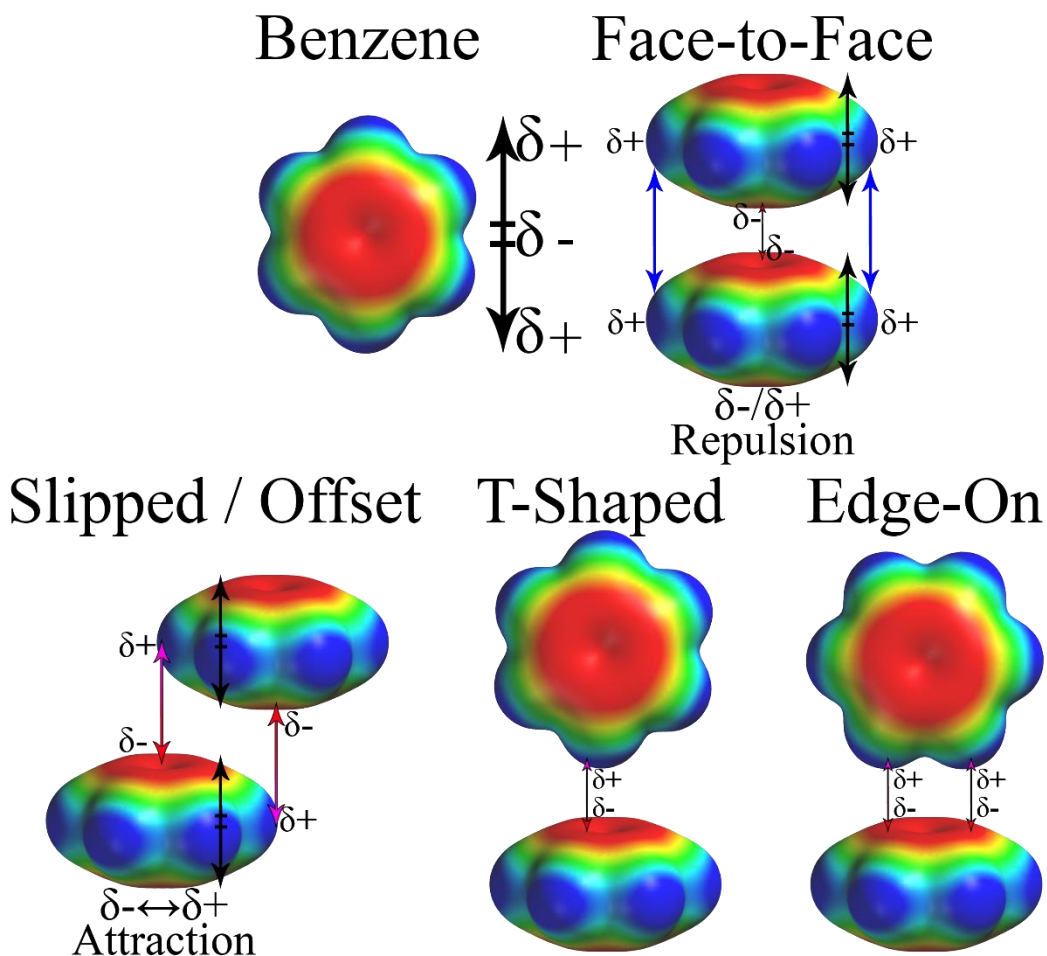 Benzene
Face-to-Face
δ+
δ -
δ+
δ+
δ+
δ-
δ-
δ+
δ+
δ-/δ+
Repulsion
Slipped / Offset
T-Shaped
Edge-On
δ+
δ-
δ-
δ+
δ-↔δ+
Attraction
δ+
δ-
δ+
δ+
δ-
δ-